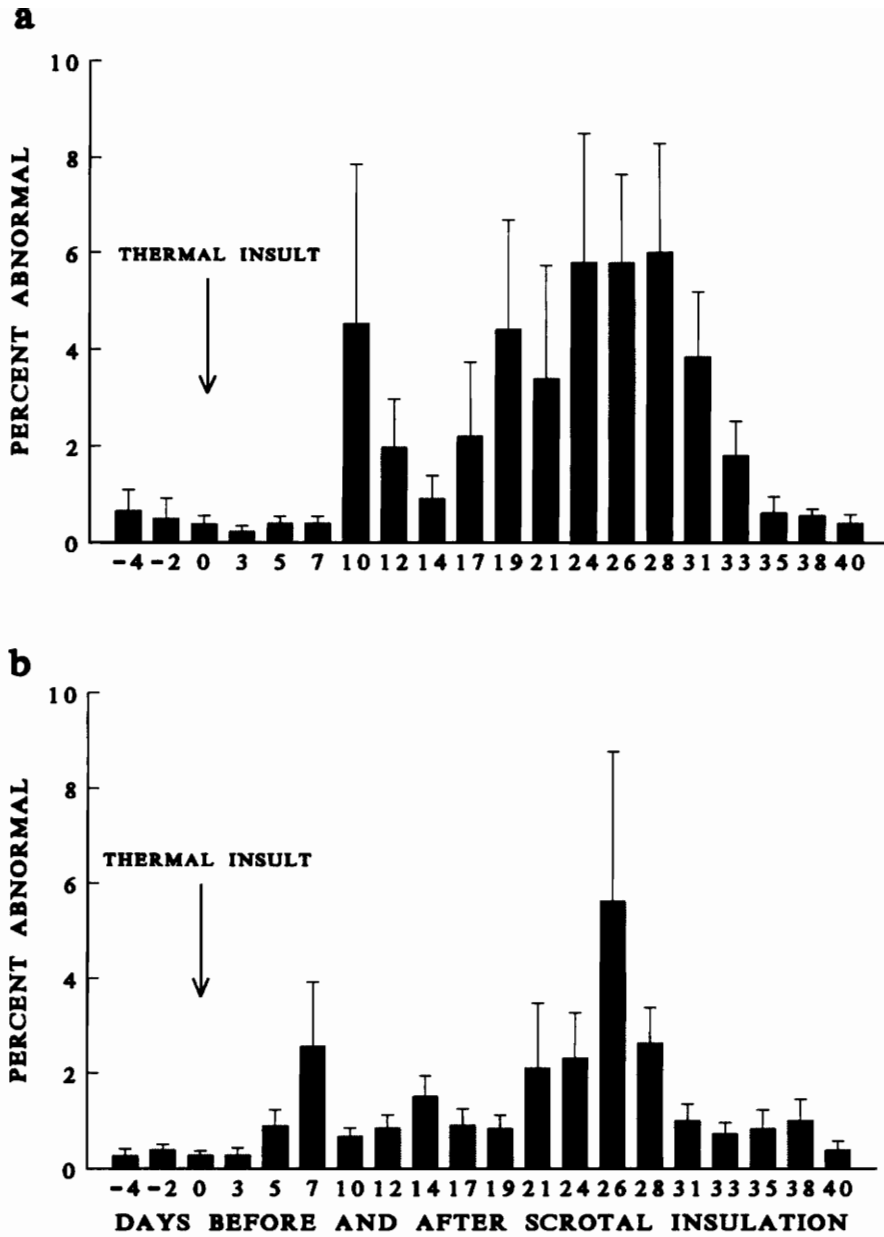 a
PERCENT ABNORMAL
10
8
6
4
2
0
THERMAL INSULT
-4 -2 0 3 5 7 10 12 14 17 19 21 24 26 28 31 33 35 38 40
b
PERCENT ABNORMAL
10
8
6
4
2
0
THERMAL INSULT
-4 -2 0 3 5 7 10 12 14 17 19 21 24 26 28 31 33 35 38 40
DAYS BEFORE AND AFTER SCROTAL INSULATION